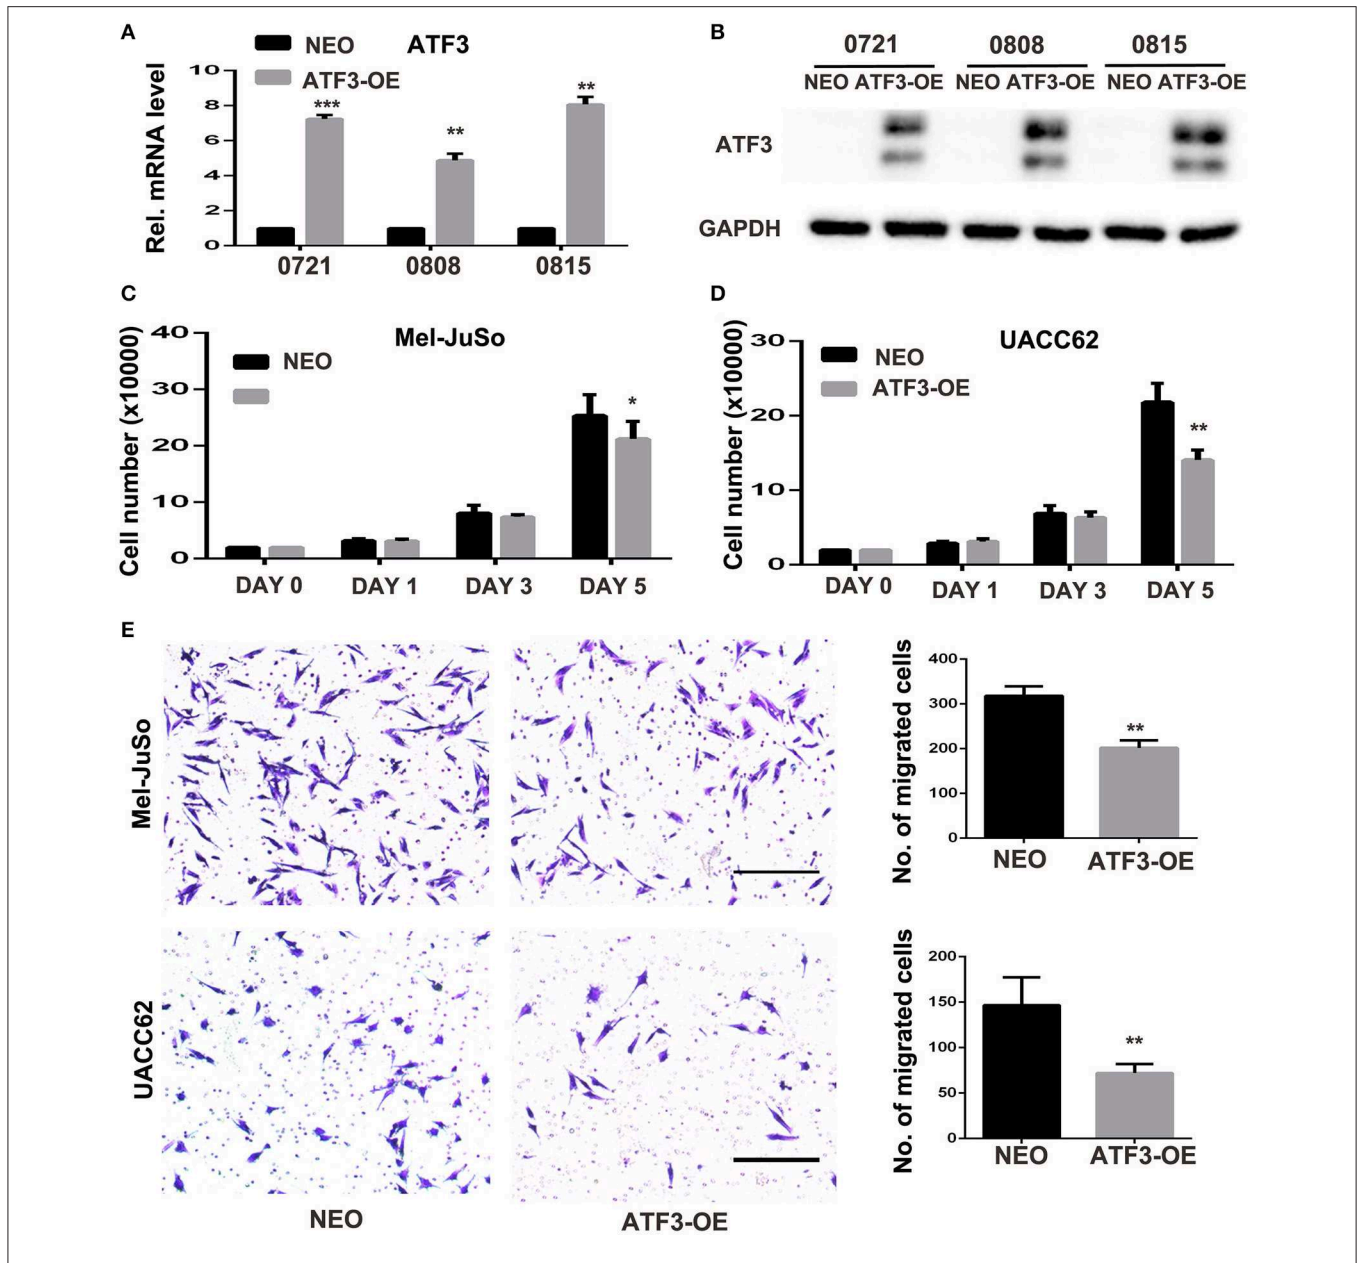 A
NEO
ATF3
ATF3-OE
Rel. mRNA level
10
8
6
4
2
0
***
**
**
0721
0808
0815
B
0721
0808
0815
NEO ATF3-OE
NEO ATF3-OE
NEO ATF3-OE
ATF3
GAPDH
C
Mel-JuSo
NEO
Cell number (x10000)
40
30
20
10
0
*
DAY 0
DAY 1
DAY 3
DAY 5
D
UACC62
NEO
ATF3-OE
Cell number (x10000)
30
20
10
0
**
DAY 0
DAY 1
DAY 3
DAY 5
E
Mel-JuSo
UACC62
NEO
ATF3-OE
No. of migrated cells
400
300
200
100
0
**
NEO
ATF3-OE
No. of migrated cells
200
150
100
50
0
**
NEO
ATF3-OE